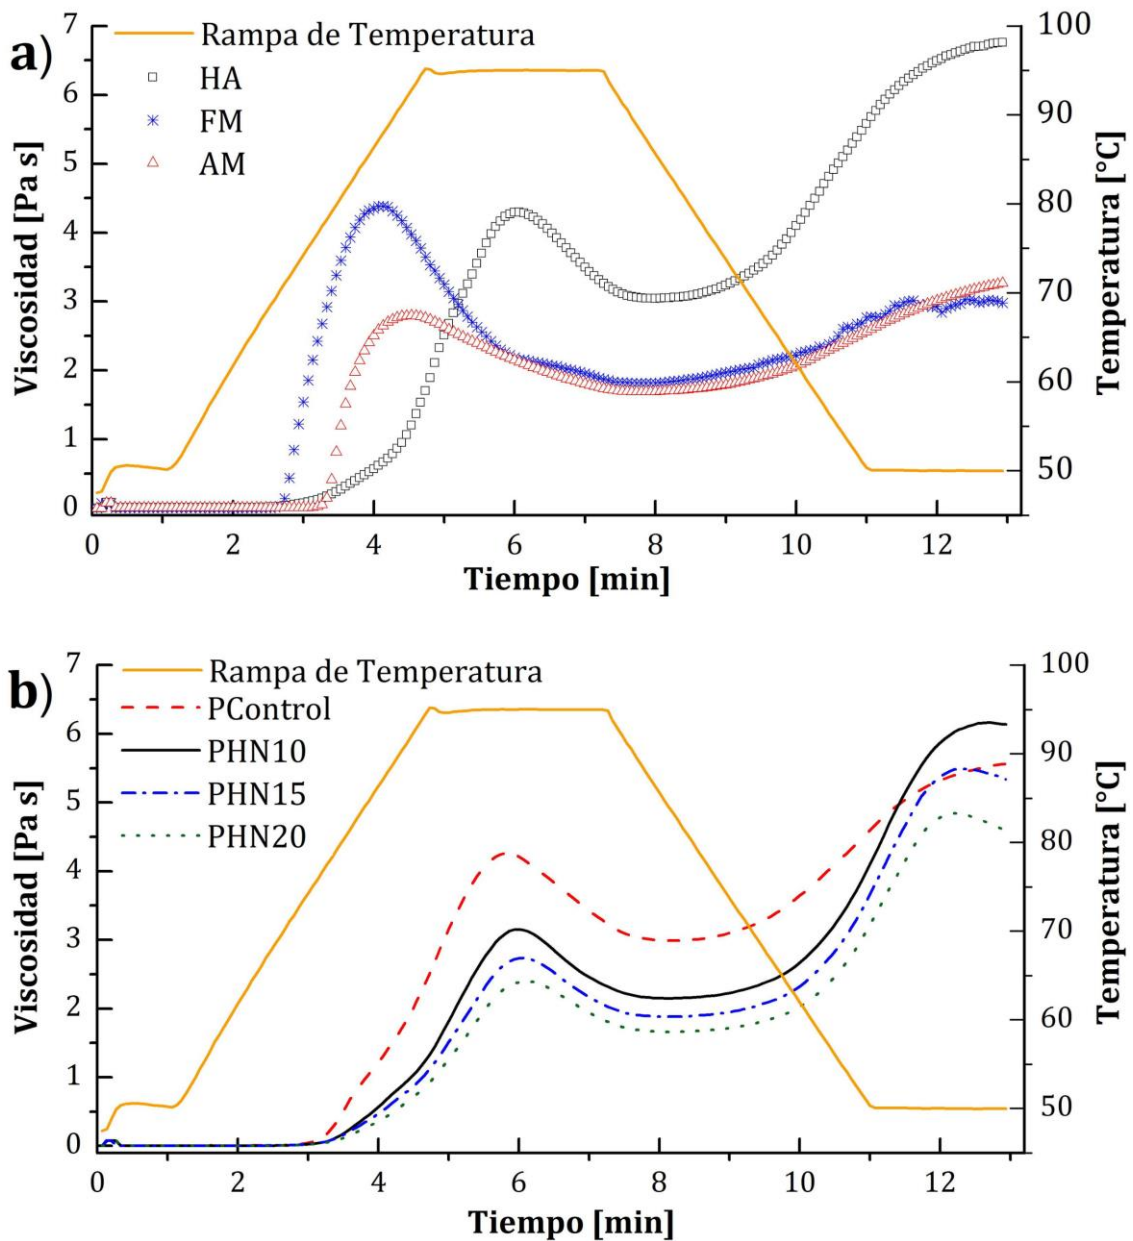 a)
Rampa de Temperatura
HA
FM
AM
Viscosidad [Pa s]
7
6
5
4
3
2
1
0
Temperatura [°C]
100
90
80
70
60
50
0 2 4 6 8 10 12
Tiempo [min]
b)
Rampa de Temperatura
PControl
PHN10
PHN15
PHN20
Viscosidad [Pa s]
7
6
5
4
3
2
1
0
Temperatura [°C]
100
90
80
70
60
50
0 2 4 6 8 10 12
Tiempo [min]